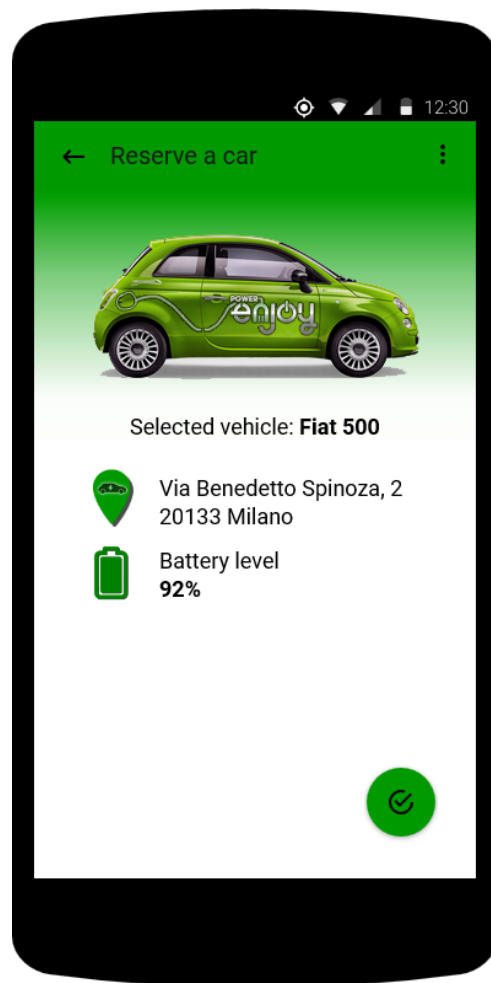 12:30
Reserve a car
POWER
enjoy
Selected vehicle: Fiat 500
Via Benedetto Spinoza, 2
20133 Milano
Battery level
92%